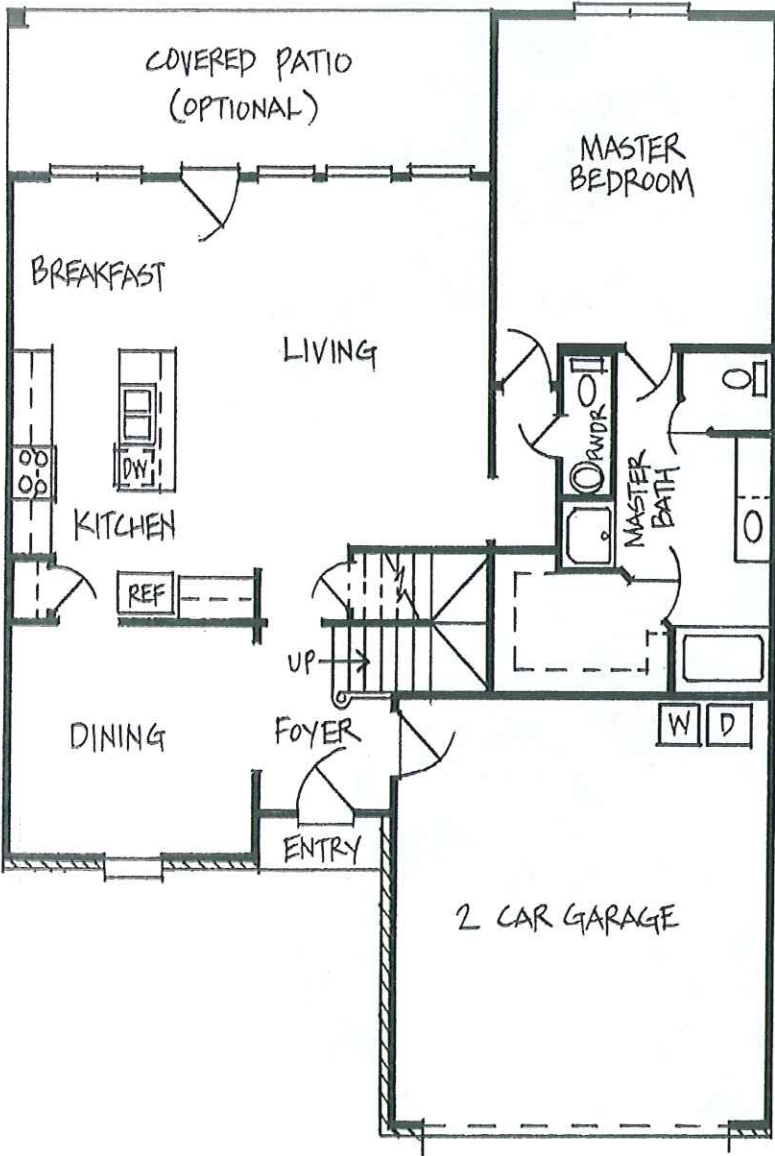 COVERED PATIO
(OPTIONAL)
MASTER
BEDROOM
BREAKFAST
LIVING
PWDR
DW
MASTER
BATH
KITCHEN
REF
UP
DINING
FOYER
W
D
ENTRY
2 CAR GARAGE